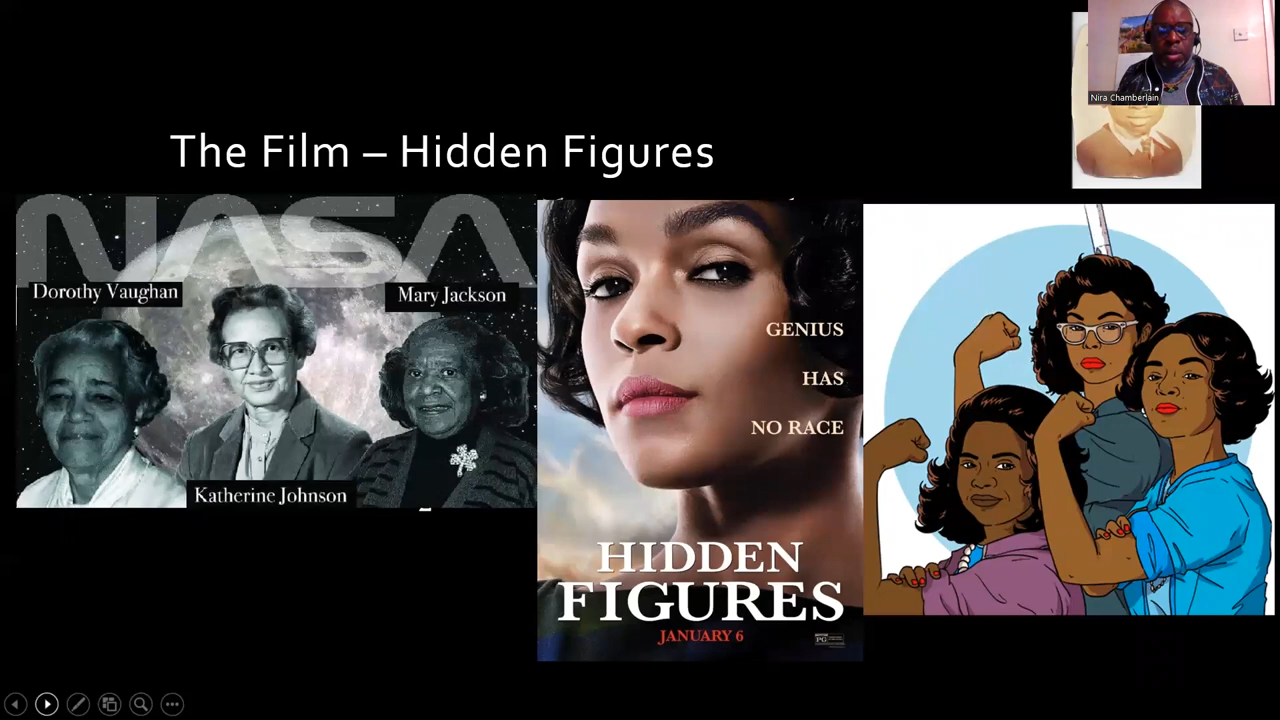 Nira Chamberlain
The Film – Hidden Figures
NASA
Dorothy Vaughan
Mary Jackson
Katherine Johnson
GENIUS
HAS
NO RACE
HIDDEN
FIGURES
JANUARY 6
PG